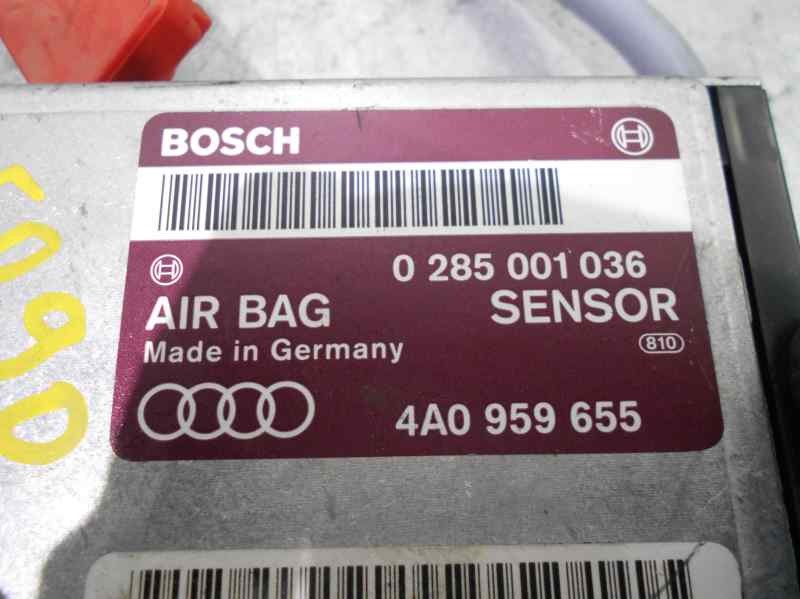 BOSCH
0 285 001 036
AIR BAG SENSOR
Made in Germany 810
4A0 959 655